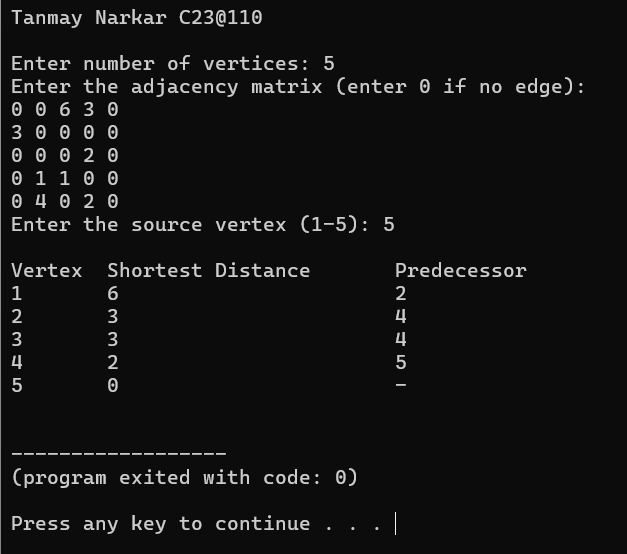 Tanmay Narkar C23@110
Enter number of vertices: 5
Enter the adjacency matrix (enter 0 if no edge):
0 0 6 3 0
3 0 0 0 0
0 0 0 2 0
0 1 1 0 0
0 4 0 2 0
Enter the source vertex (1-5): 5
Vertex  Shortest Distance       Predecessor
1       6                       2
2       3                       4
3       3                       4
4       2                       5
5       0                       -
------------------
(program exited with code: 0)
Press any key to continue . . .